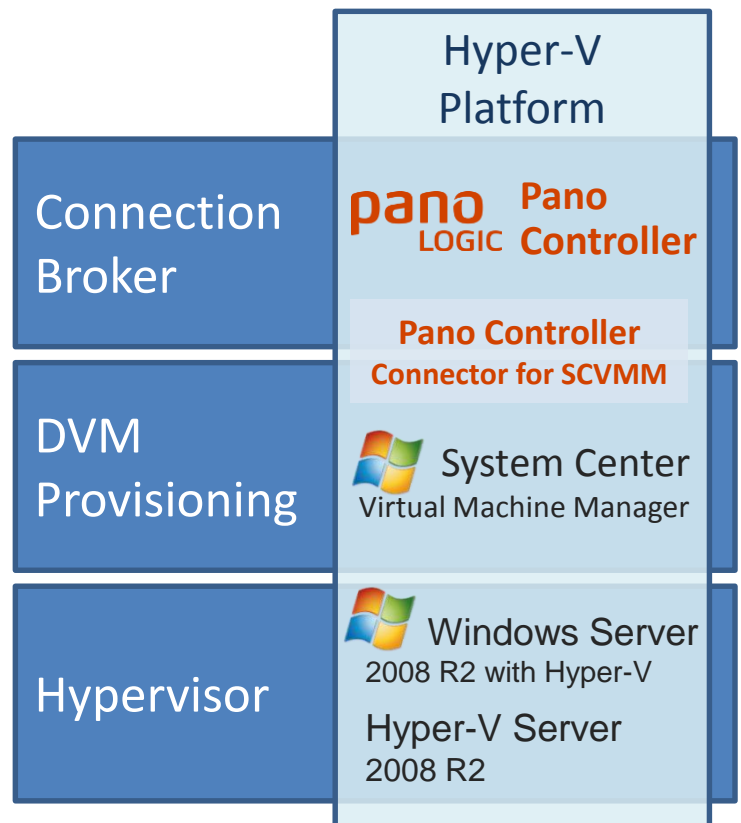 Hyper-V
Platform
Connection
Broker
pano
LOGIC
Pano
Controller
Pano Controller
Connector for SCVMM
DVM
Provisioning
System Center
Virtual Machine Manager
Hypervisor
Windows Server
2008 R2 with Hyper-V
Hyper-V Server
2008 R2